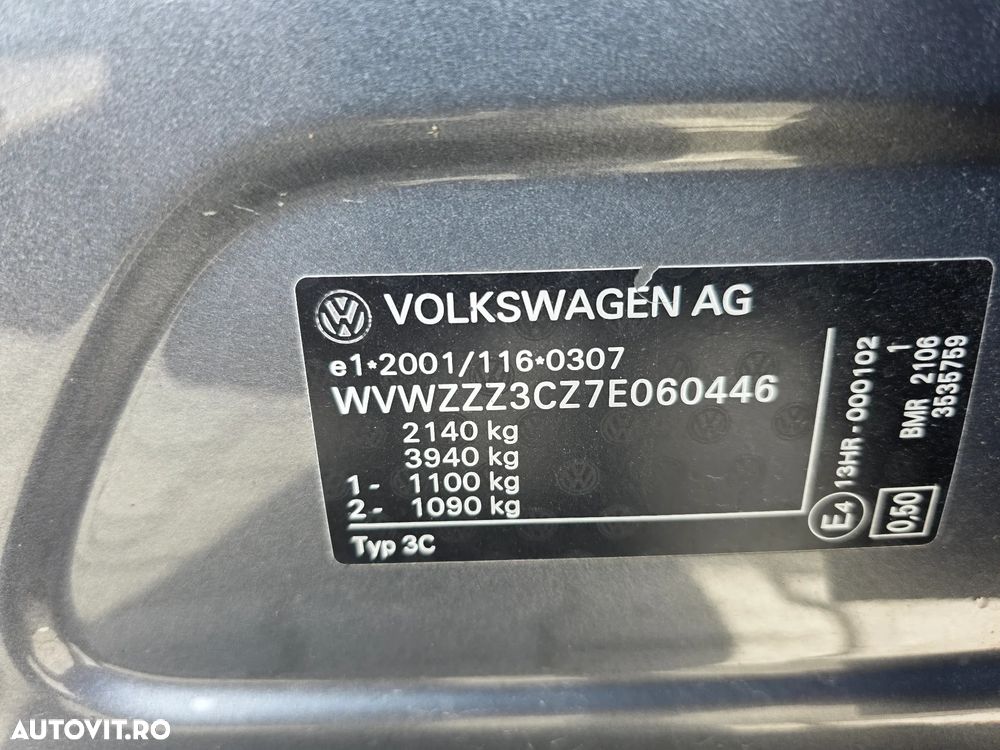 VOLKSWAGEN AG
e1*2001/116*0307
WVWZZZ3CZ7E060446
2140 kg
3940 kg
1- 1100 kg
2- 1090 kg
Typ 3C
E4 13HR-000102
1
BMR 2106
3535759
0,50
AUTOVIT.RO